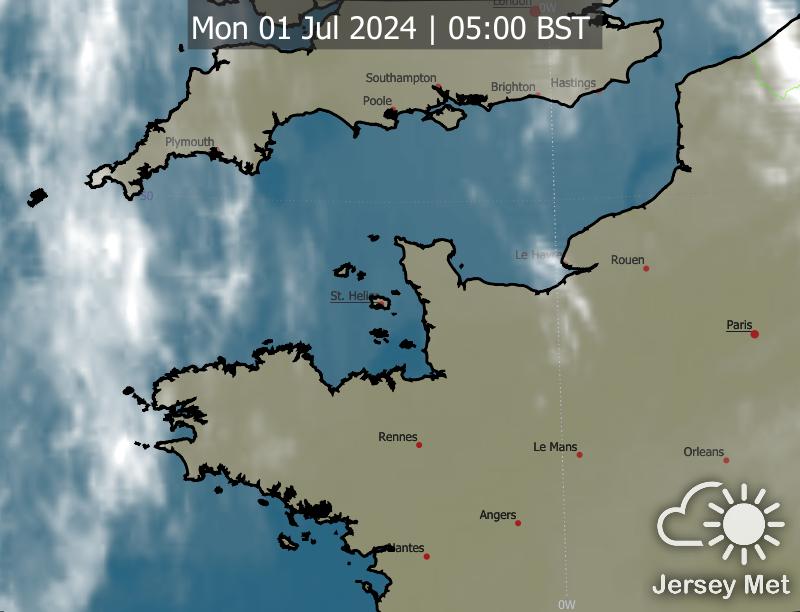 London
0W
Mon 01 Jul 2024 | 05:00 BST
Southampton
Brighton
Hastings
Poole
Plymouth
50
Le Havre
Rouen
St. Helier
Paris
Rennes
Le Mans
Orleans
Angers
Nantes
Jersey Met
0W